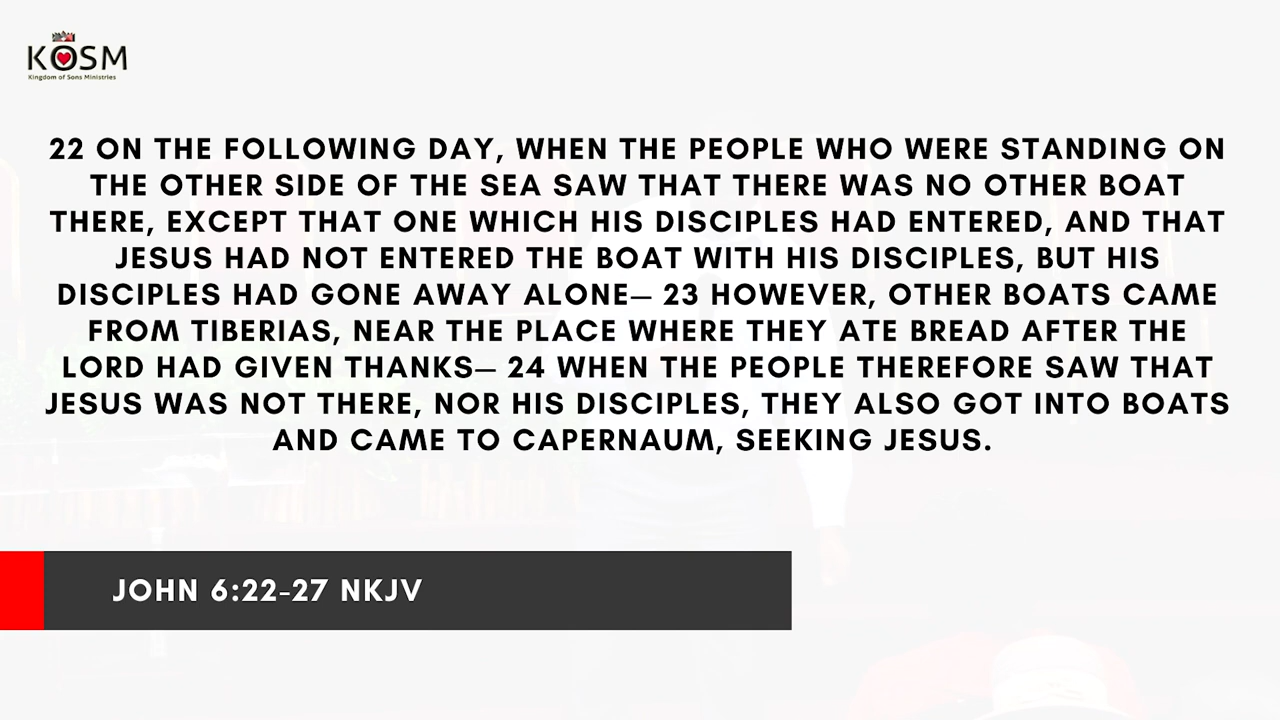 KOSM
Kingdom of Sons Ministries
22 ON THE FOLLOWING DAY, WHEN THE PEOPLE WHO WERE STANDING ON
THE OTHER SIDE OF THE SEA SAW THAT THERE WAS NO OTHER BOAT
THERE, EXCEPT THAT ONE WHICH HIS DISCIPLES HAD ENTERED, AND THAT
JESUS HAD NOT ENTERED THE BOAT WITH HIS DISCIPLES, BUT HIS
DISCIPLES HAD GONE AWAY ALONE— 23 HOWEVER, OTHER BOATS CAME
FROM TIBERIAS, NEAR THE PLACE WHERE THEY ATE BREAD AFTER THE
LORD HAD GIVEN THANKS— 24 WHEN THE PEOPLE THEREFORE SAW THAT
JESUS WAS NOT THERE, NOR HIS DISCIPLES, THEY ALSO GOT INTO BOATS
AND CAME TO CAPERNAUM, SEEKING JESUS.
JOHN 6:22-27 NKJV